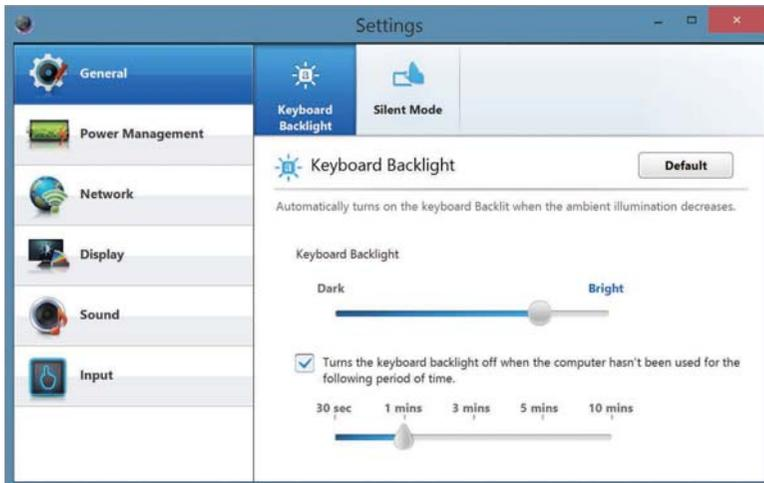 Settings
General
Power Management
Network
Display
Sound
Input
Keyboard
Backlight
Silent Mode
Keyboard Backlight
Default
Automatically turns on the keyboard Backlit when the ambient illumination decreases.
Keyboard Backlight
Dark Bright
Turns the keyboard backlight off when the computer hasn't been used for the
following period of time.
30 sec 1 mins 3 mins 5 mins 10 mins